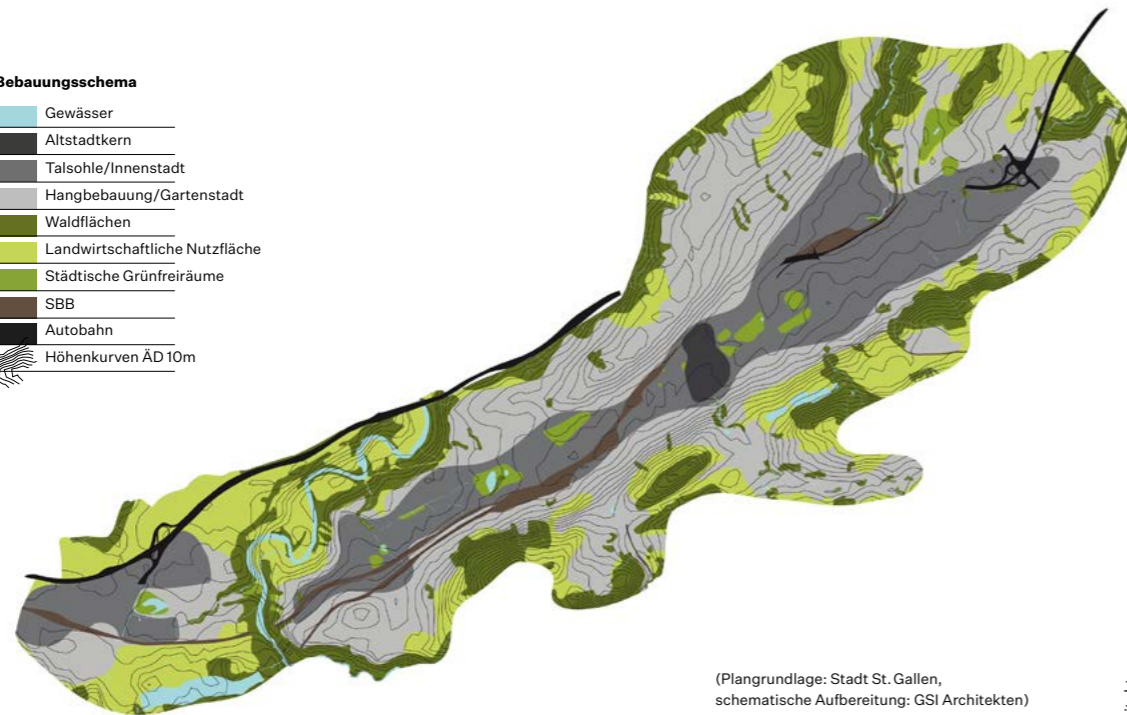 Bebauungsschema
Gewässer
Altstadtkern
Talsohle/Innenstadt
Hangbebauung/Gartenstadt
Waldflächen
Landwirtschaftliche Nutzfläche
Städtische Grünfreiräume
SBB
Autobahn
Höhenkurven ÄD 10m
(Plangrundlage: Stadt St. Gallen,
schematische Aufbereitung: GSI Architekten)